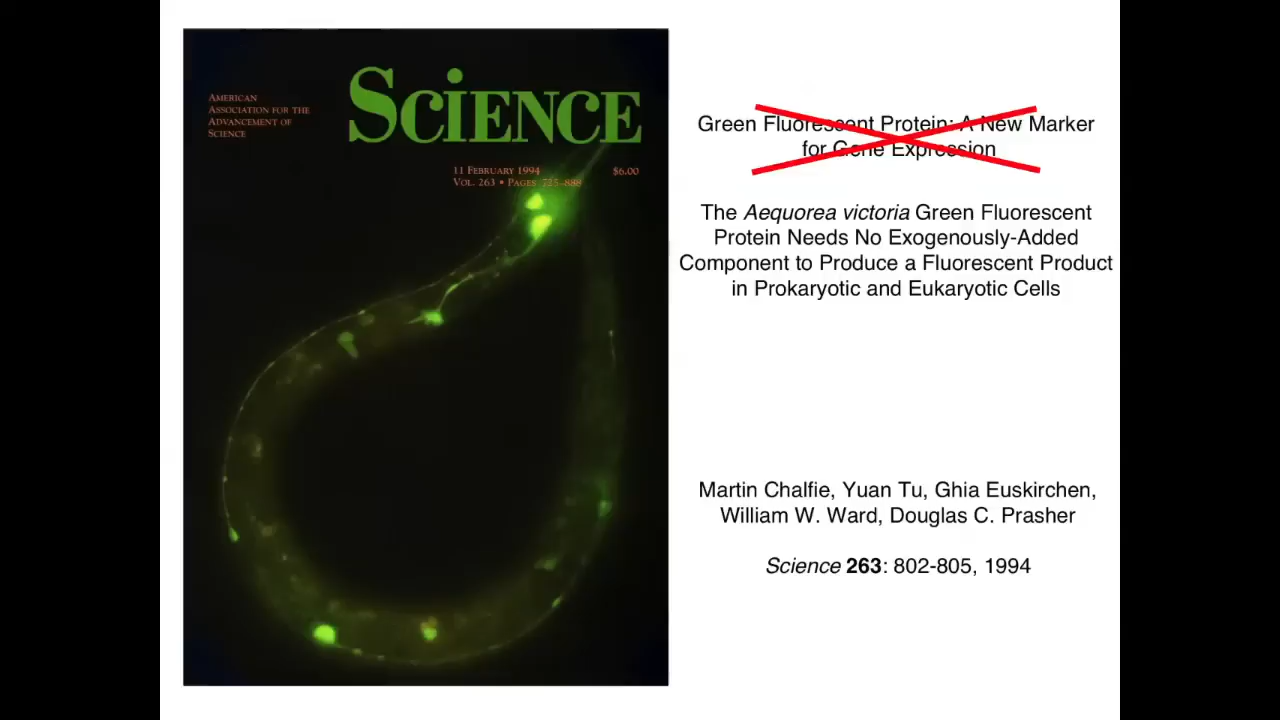 AMERICAN
ASSOCIATION FOR THE
ADVANCEMENT OF
SCIENCE
SCiENCE
11 FEBRUARY 1994 $6.00
VOL. 263 • PAGES 725-888
Green Fluorescent Protein: A New Marker
for Gene Expression
The Aequorea victoria Green Fluorescent
Protein Needs No Exogenously-Added
Component to Produce a Fluorescent Product
in Prokaryotic and Eukaryotic Cells
Martin Chalfie, Yuan Tu, Ghia Euskirchen,
William W. Ward, Douglas C. Prasher
Science 263: 802-805, 1994